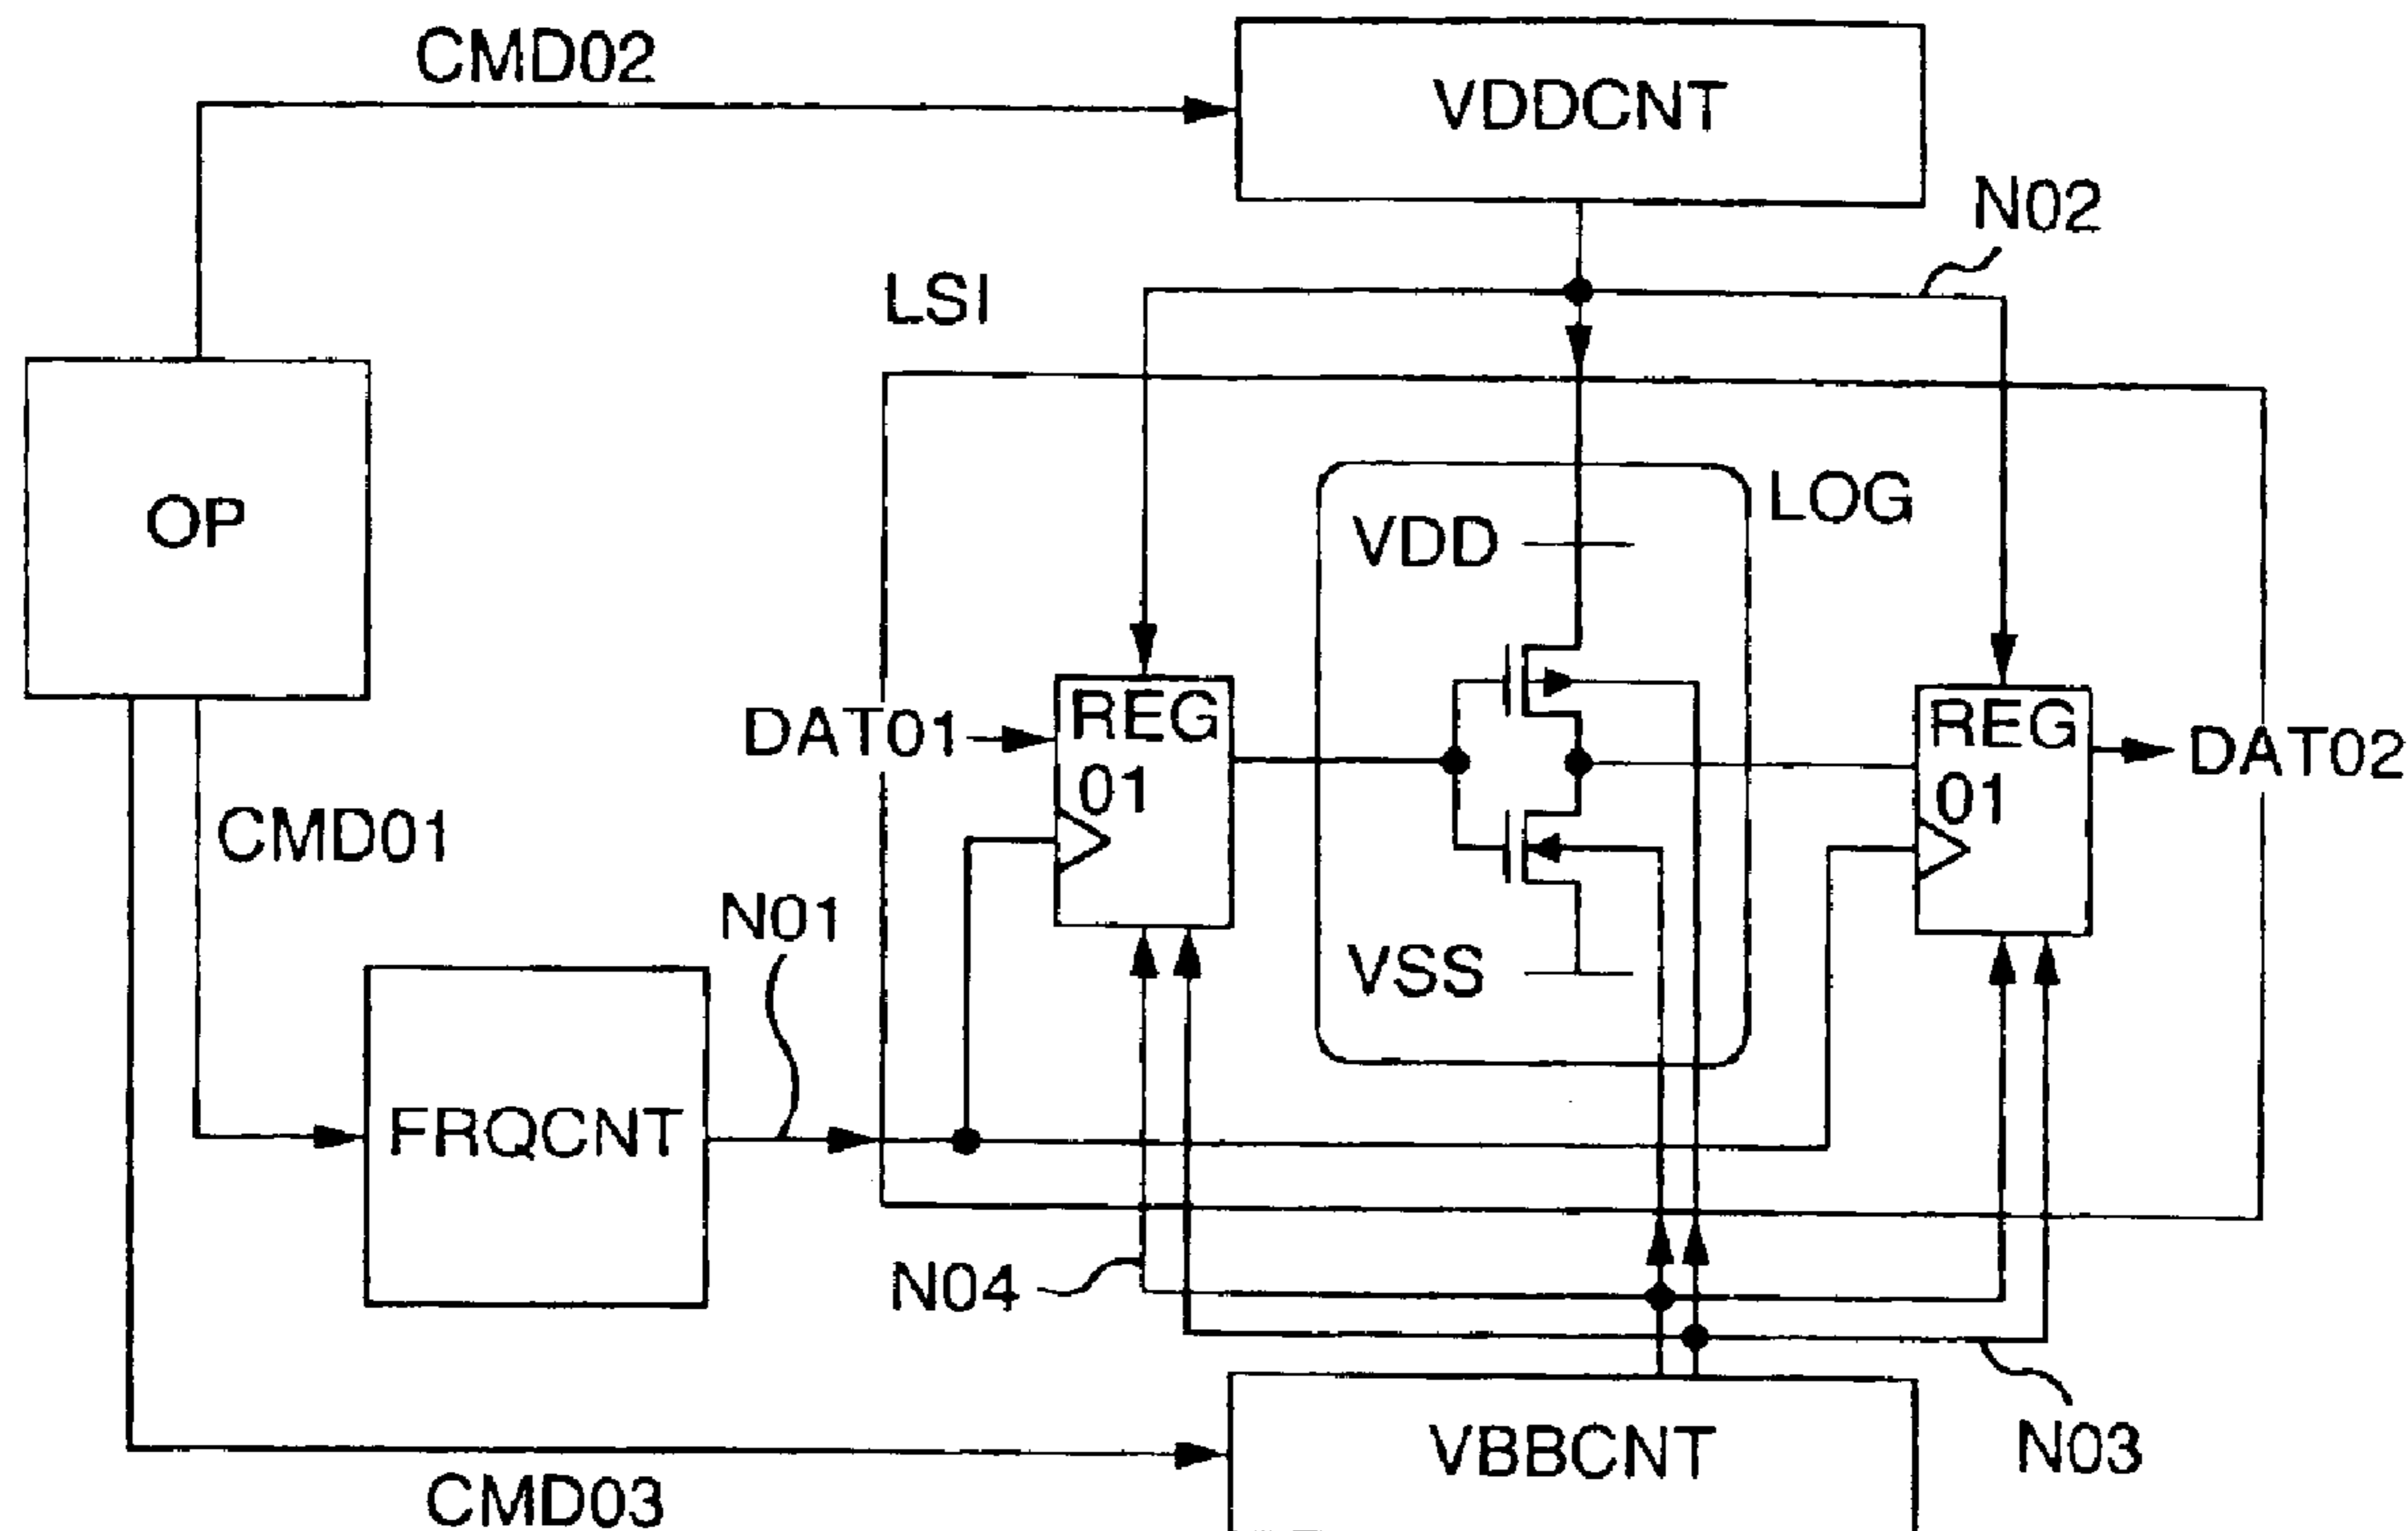 CMD02
VDDCNT
N02
LSI
OP
LOG
VDD
REG
01
REG
01
DAT01
DAT02
CMD01
N01
VSS
FRQCNT
N04
VBBCNT
N03
CMD03